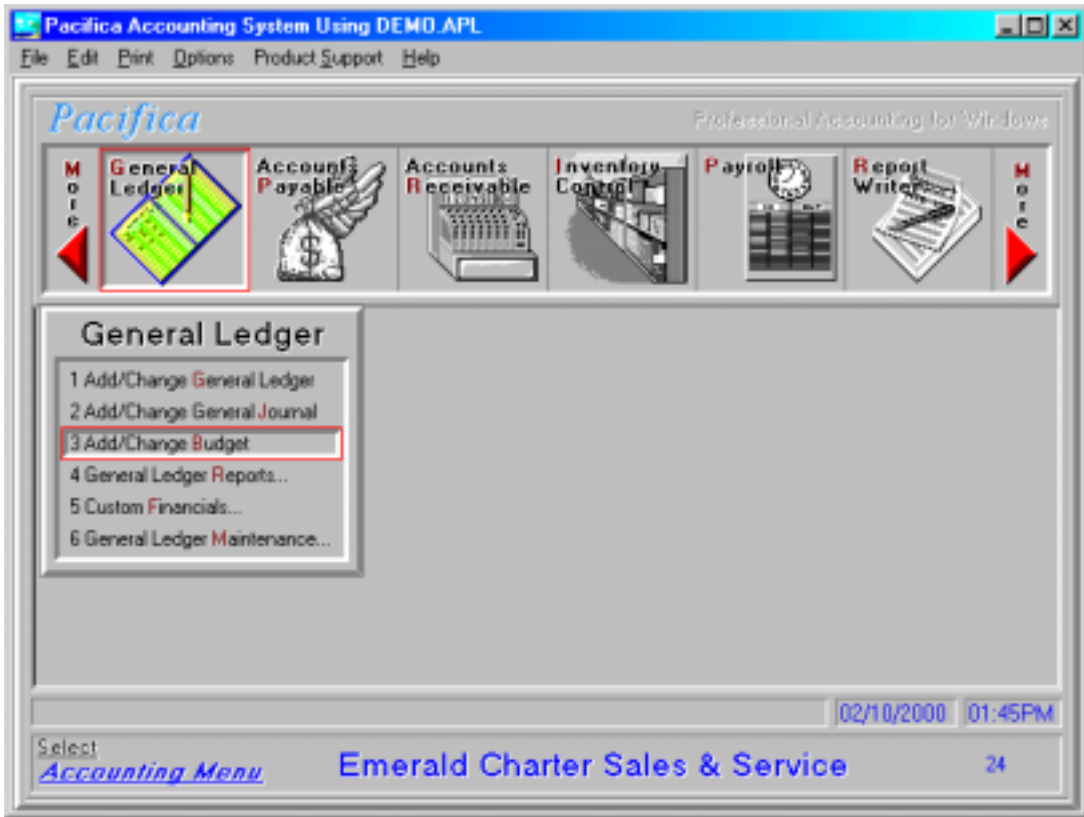 Pacifica Accounting System Using DEMO.APL
File Edit Print Options Product Support Help
Pacifica
Professional Accounting for Windows
More
General Ledger
Accounts Payable
Accounts Receivable
Inventory Control
Payroll
Report Writer
More
General Ledger
1 Add/Change General Ledger
2 Add/Change General Journal
3 Add/Change Budget
4 General Ledger Reports...
5 Custom Financials...
6 General Ledger Maintenance...
02/10/2000 01:45PM
Select
Accounting Menu
Emerald Charter Sales & Service
24